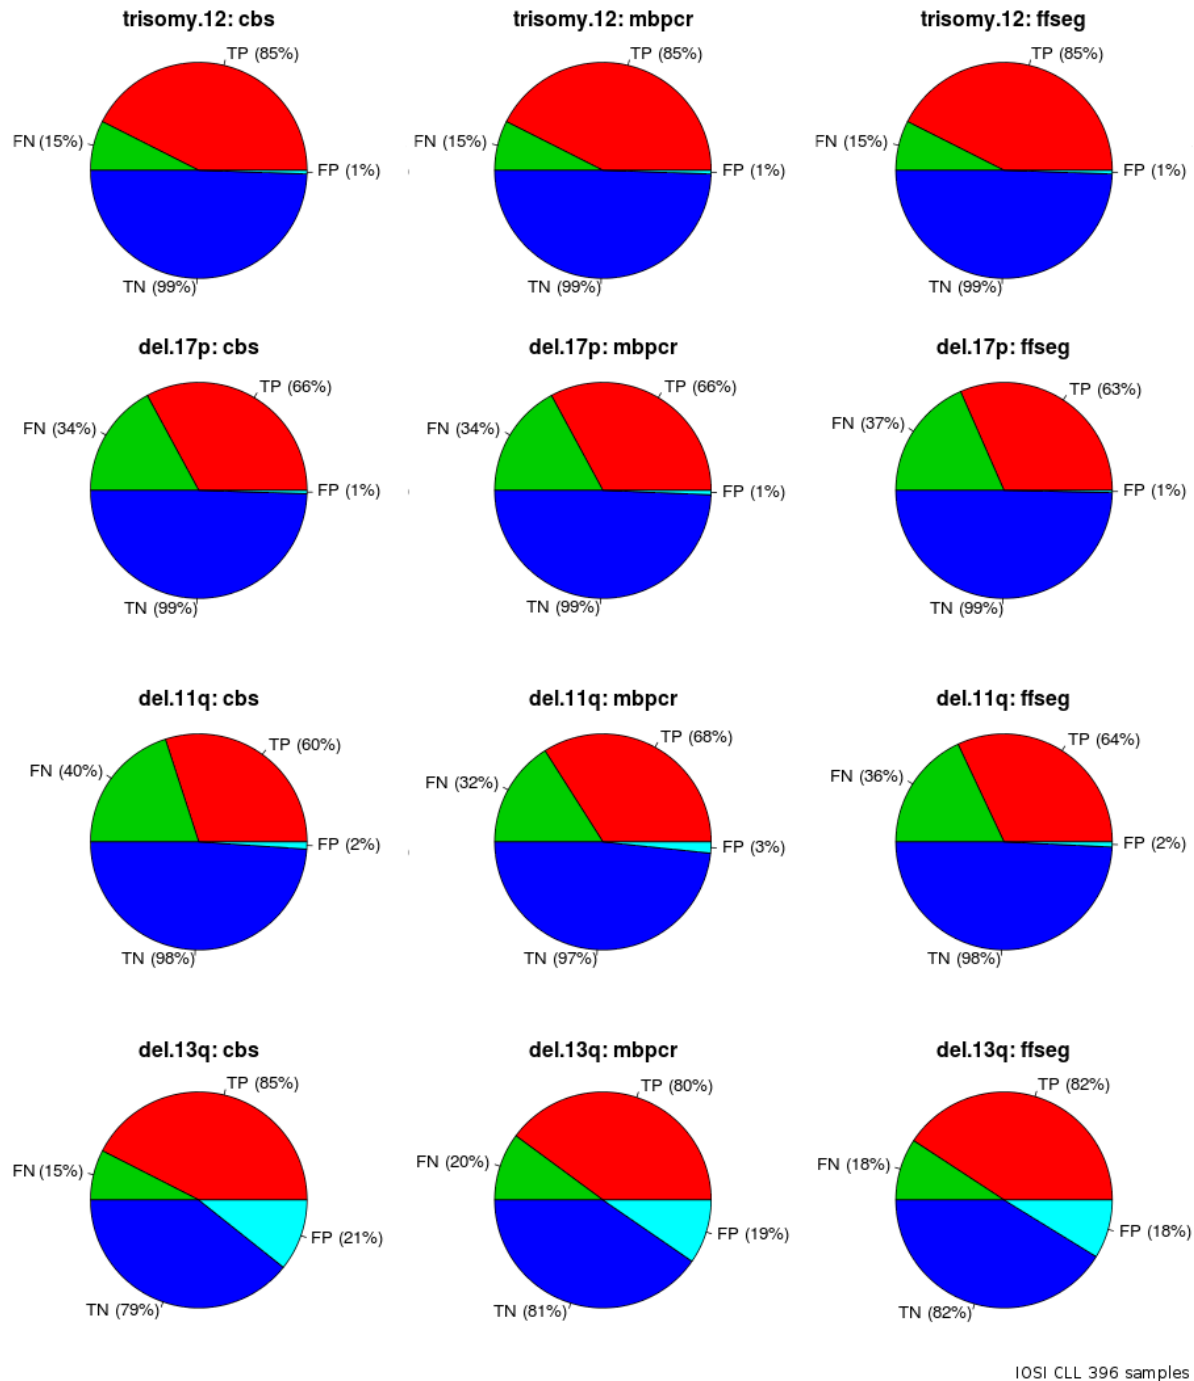 trisomy.12: cbs
trisomy.12: mbpcr
trisomy.12: ffseg
TP (85%)
TP (85%)
TP (85%)
FN (15%)
FN (15%)
FN (15%)
FP (1%)
FP (1%)
FP (1%)
TN (99%)
TN (99%)
TN (99%)
del.17p: cbs
del.17p: mbpcr
del.17p: ffseg
TP (66%)
TP (66%)
TP (63%)
FN (34%)
FN (34%)
FN (37%)
FP (1%)
FP (1%)
FP (1%)
TN (99%)
TN (99%)
TN (99%)
del.11q: cbs
del.11q: mbpcr
del.11q: ffseg
TP (60%)
TP (68%)
TP (64%)
FN (40%)
FN (32%)
FN (36%)
FP (2%)
FP (3%)
FP (2%)
TN (98%)
TN (97%)
TN (98%)
del.13q: cbs
del.13q: mbpcr
del.13q: ffseg
TP (85%)
TP (80%)
TP (82%)
FN (15%)
FN (20%)
FN (18%)
FP (21%)
FP (19%)
FP (18%)
TN (79%)
TN (81%)
TN (82%)
IOSI CLL 396 samples